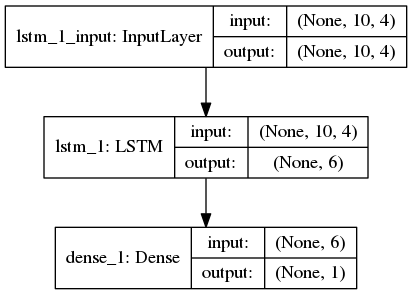 lstm_1_input: InputLayer
input: (None, 10, 4)
output: (None, 10, 4)
lstm_1: LSTM
input: (None, 10, 4)
output: (None, 6)
dense_1: Dense
input: (None, 6)
output: (None, 1)